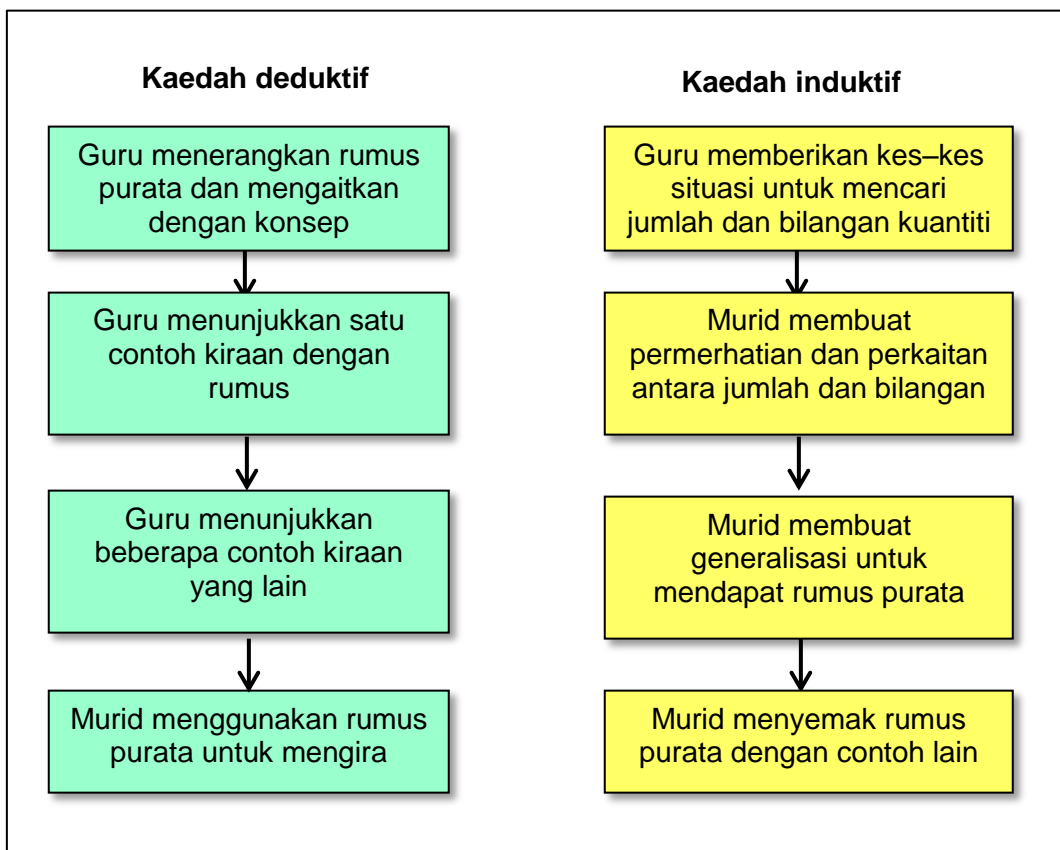 Kaedah deduktif
Guru menerangkan rumus
purata dan mengaitkan
dengan konsep
Guru menunjukkan satu
contoh kiraan dengan
rumus
Guru menunjukkan
beberapa contoh kiraan
yang lain
Murid menggunakan rumus
purata untuk mengira
Kaedah induktif
Guru memberikan kes–kes
situasi untuk mencari
jumlah dan bilangan kuantiti
Murid membuat
permerhatian dan perkaitan
antara jumlah dan bilangan
Murid membuat
generalisasi untuk
mendapat rumus purata
Murid menyemak rumus
purata dengan contoh lain